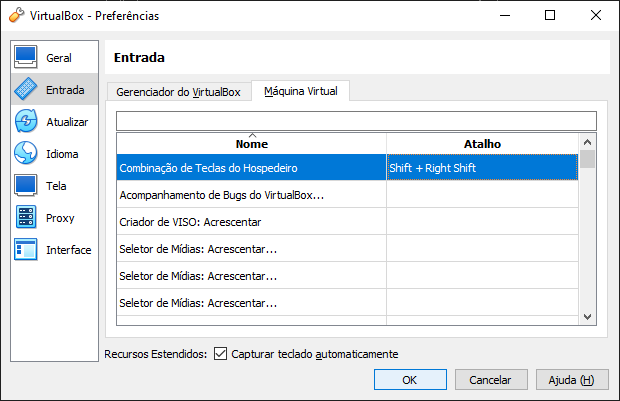 VirtualBox - Preferências
Geral
Entrada
Atualizar
Idioma
Tela
Proxy
Interface
Entrada
Gerenciador do VirtualBox
Máquina Virtual
Nome Atalho
Combinação de Teclas do Hospedeiro Shift + Right Shift
Acompanhamento de Bugs do VirtualBox...
Criador de VISO: Acrescentar
Seletor de Mídias: Acrescentar...
Seletor de Mídias: Acrescentar...
Seletor de Mídias: Acrescentar...
Recursos Estendidos: Capturar teclado automaticamente
OK Cancelar Ajuda (H)